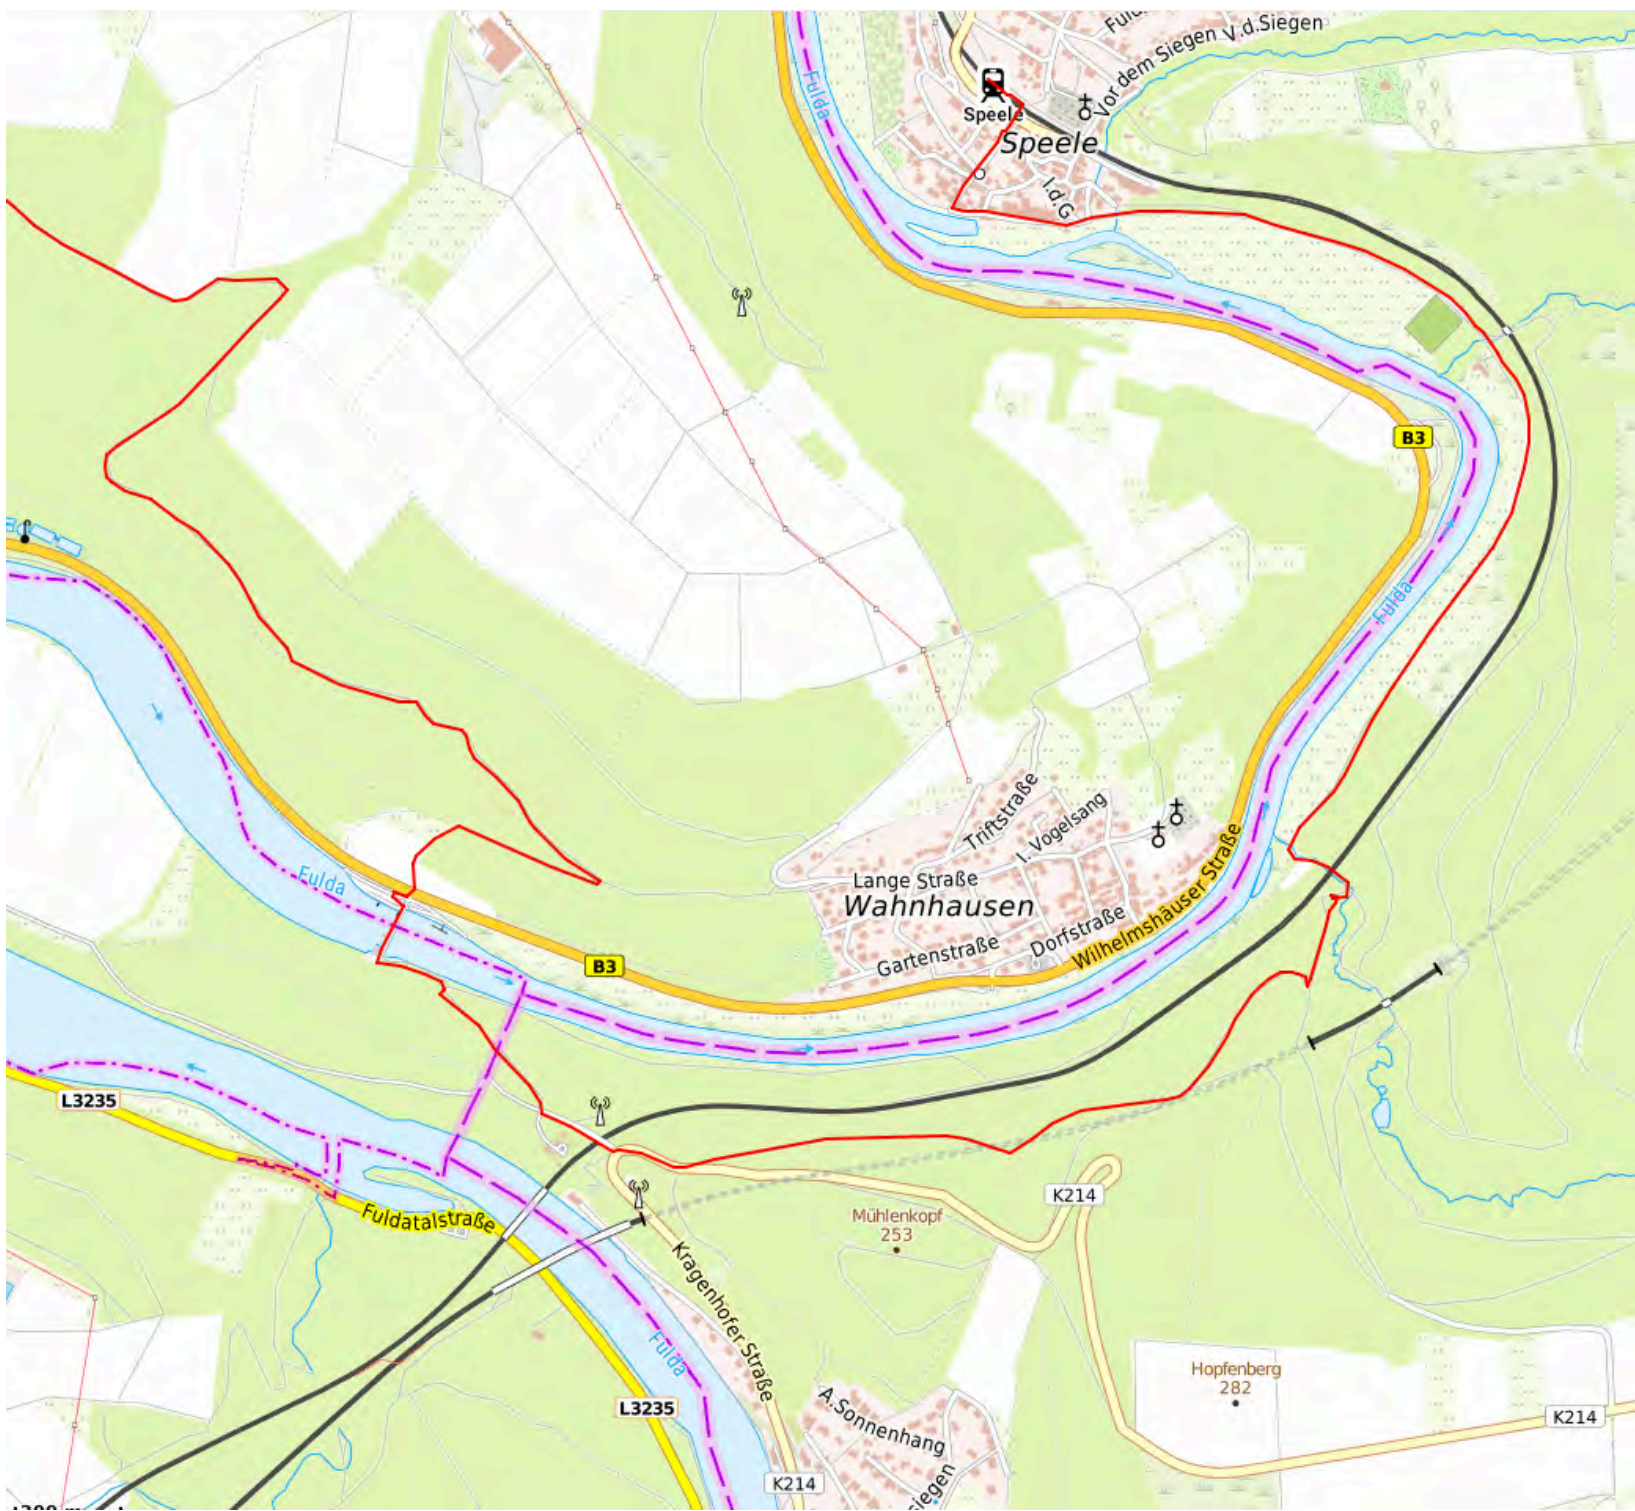 V.d.Siegen
Vor dem Siegen
Fulda
Speele
Speele
I.d.G
B3
Fulda
Triftstraße
I. Vogelsang
Lange Straße
Wahnhausen
Wilhelmshäuser Straße
Dorfstraße
Gartenstraße
Fulda
B3
L3235
K214
Mühlenkopf
253
Fuldatalstraße
Kragenhofer Straße
Fulda
Hopfenberg
282
L3235
A.Sonnenhang
K214
K214